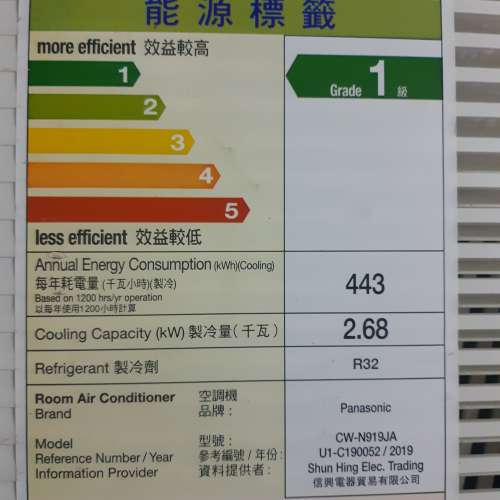 能源標籤
more efficient 效益較高
1
2
3
4
5
less efficient 效益較低
Grade 1 級
Annual Energy Consumption (kWh)(Cooling)
每年耗電量 (千瓦小時)(製冷)
Based on 1200 hrs/yr operation
以每年使用1200小時計算
443
Cooling Capacity (kW) 製冷量 (千瓦)
2.68
Refrigerant 製冷劑
R32
Room Air Conditioner 空調機
Brand 品牌 :
Panasonic
Model 型號 :
CW-N919JA
Reference Number / Year 參考編號 / 年份 :
U1-C190052 / 2019
Information Provider 資料提供者 :
Shun Hing Elec. Trading
信興電器貿易有限公司